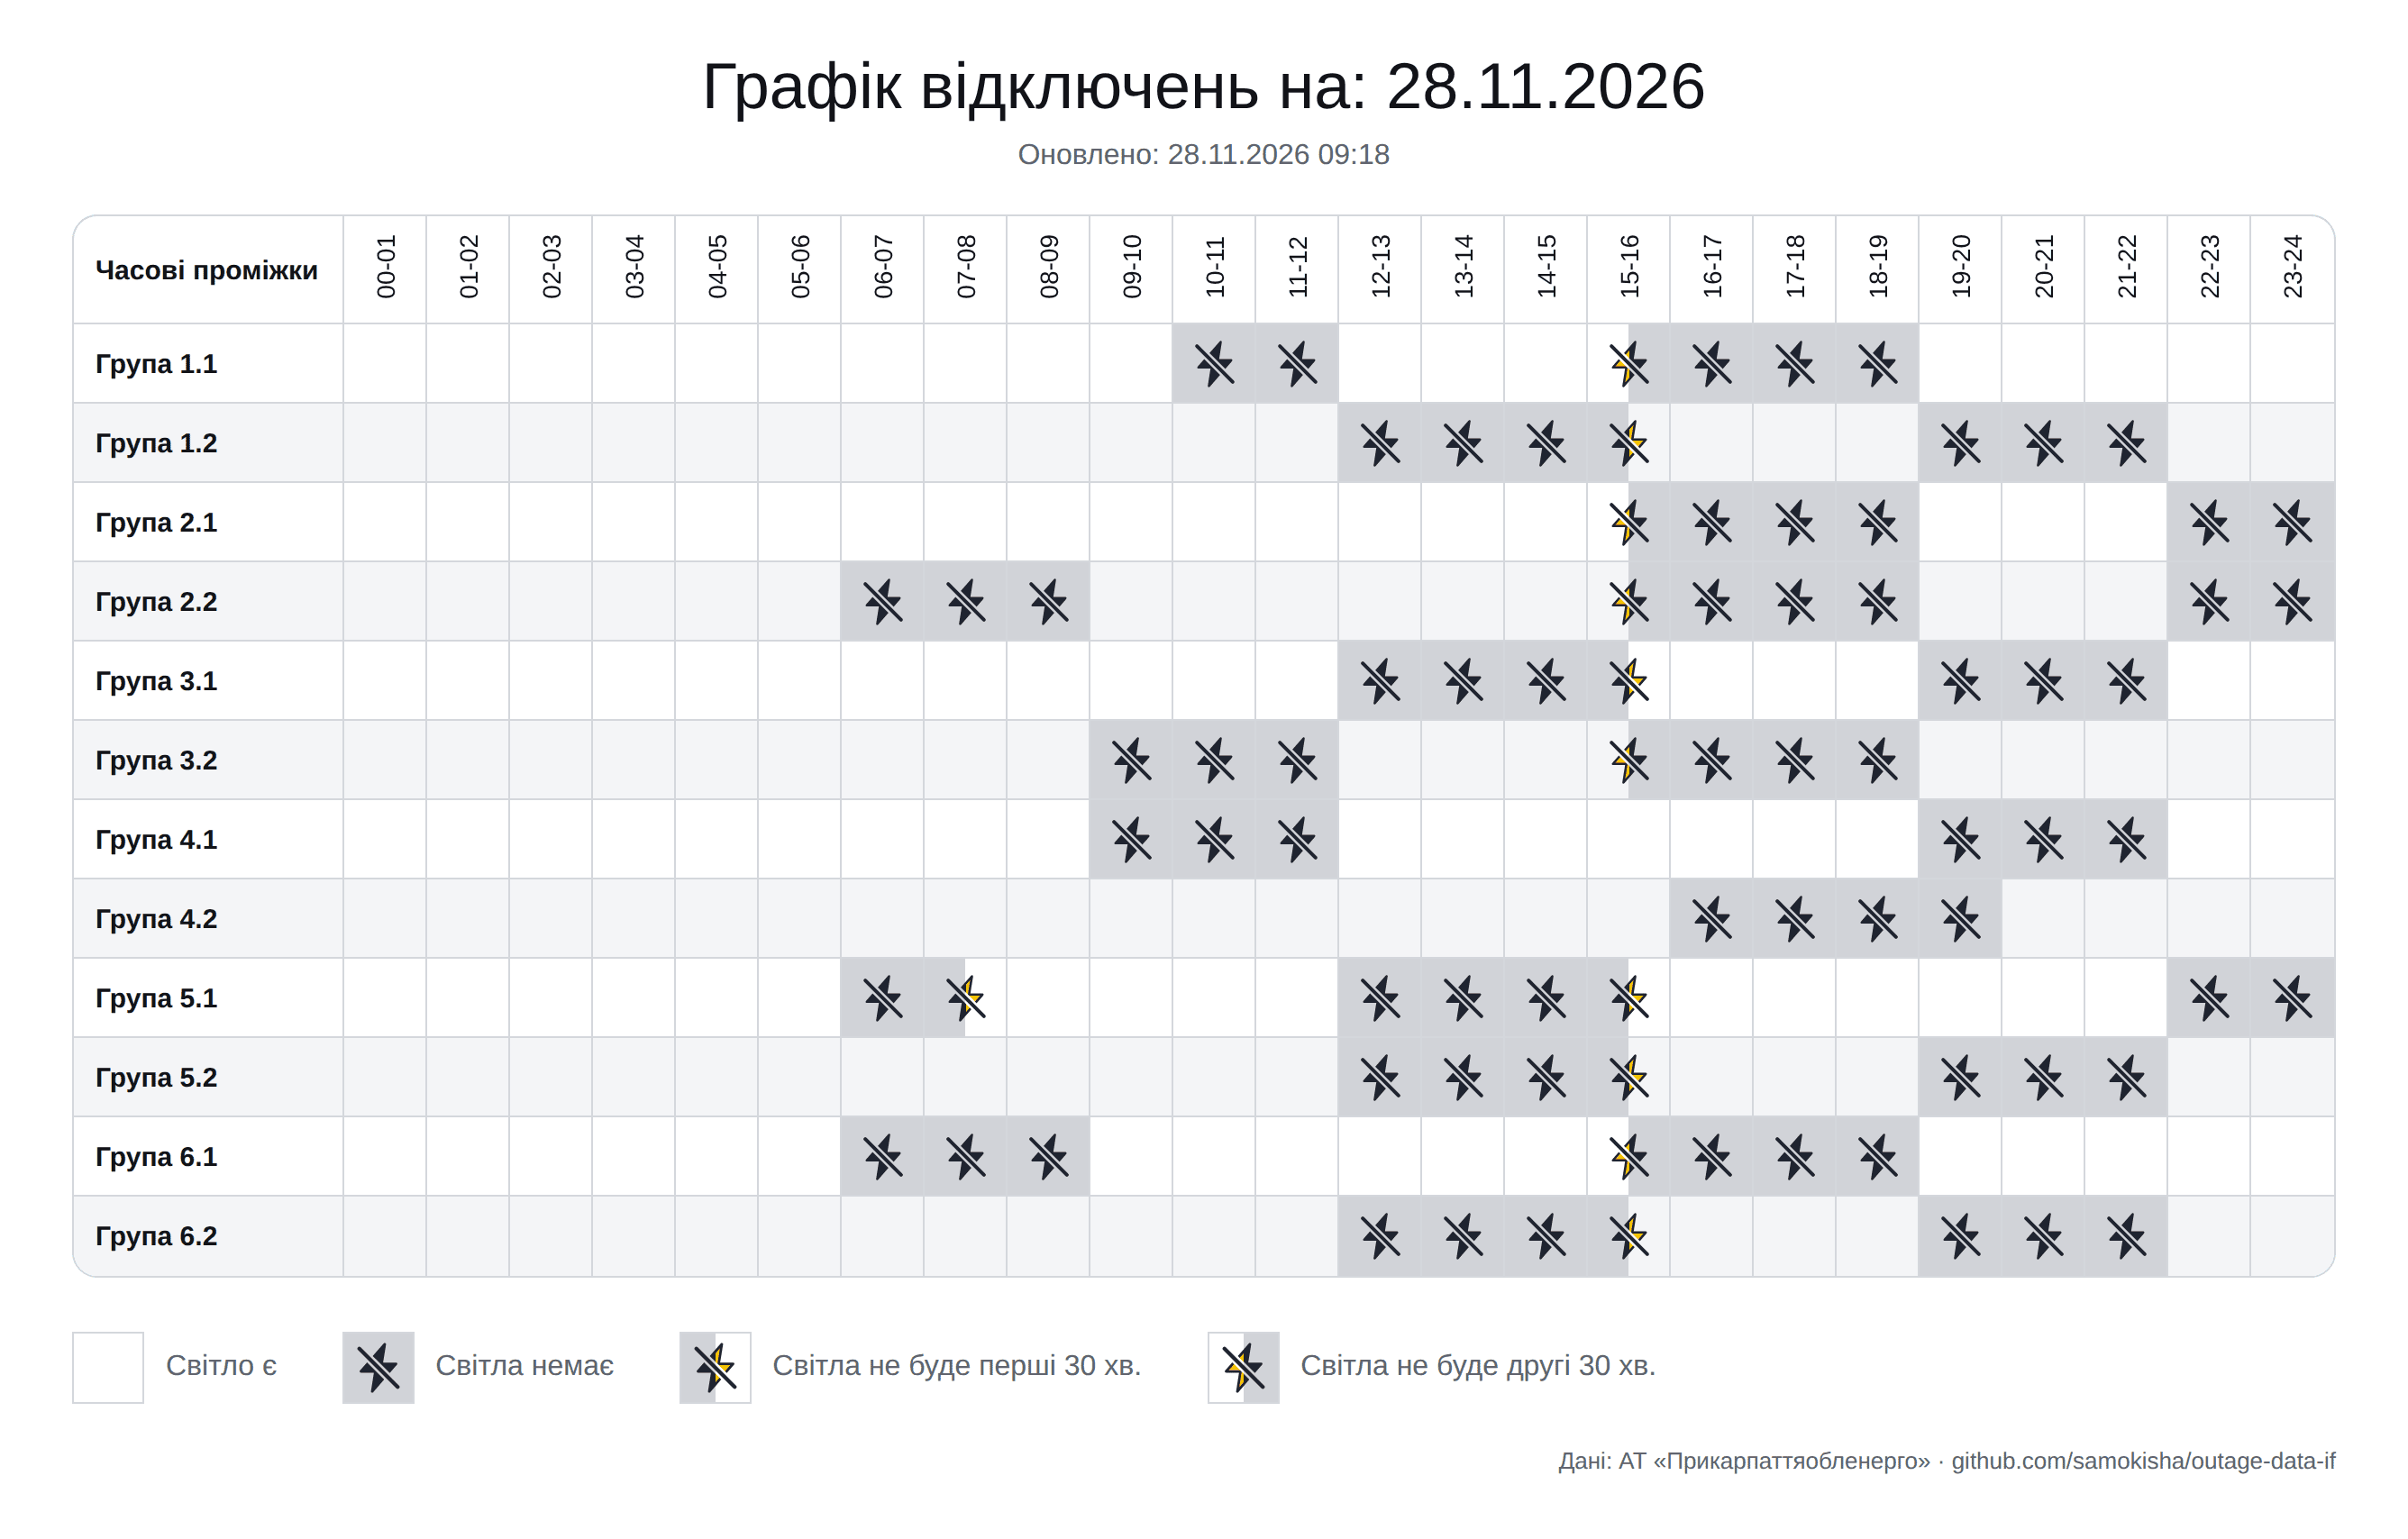 Графік відключень на: 28.11.2026
Оновлено: 28.11.2026 09:18
Часові проміжки 00-01 01-02 02-03 03-04 04-05 05-06 06-07 07-08 08-09 09-10 10-11 11-12 12-13 13-14 14-15 15-16 16-17 17-18 18-19 19-20 20-21 21-22 22-23 23-24
Група 1.1
Група 1.2
Група 2.1
Група 2.2
Група 3.1
Група 3.2
Група 4.1
Група 4.2
Група 5.1
Група 5.2
Група 6.1
Група 6.2
Світло є Світла немає Світла не буде перші 30 хв. Світла не буде другі 30 хв.
Дані: АТ «Прикарпаттяобленерго» · github.com/samokisha/outage-data-if